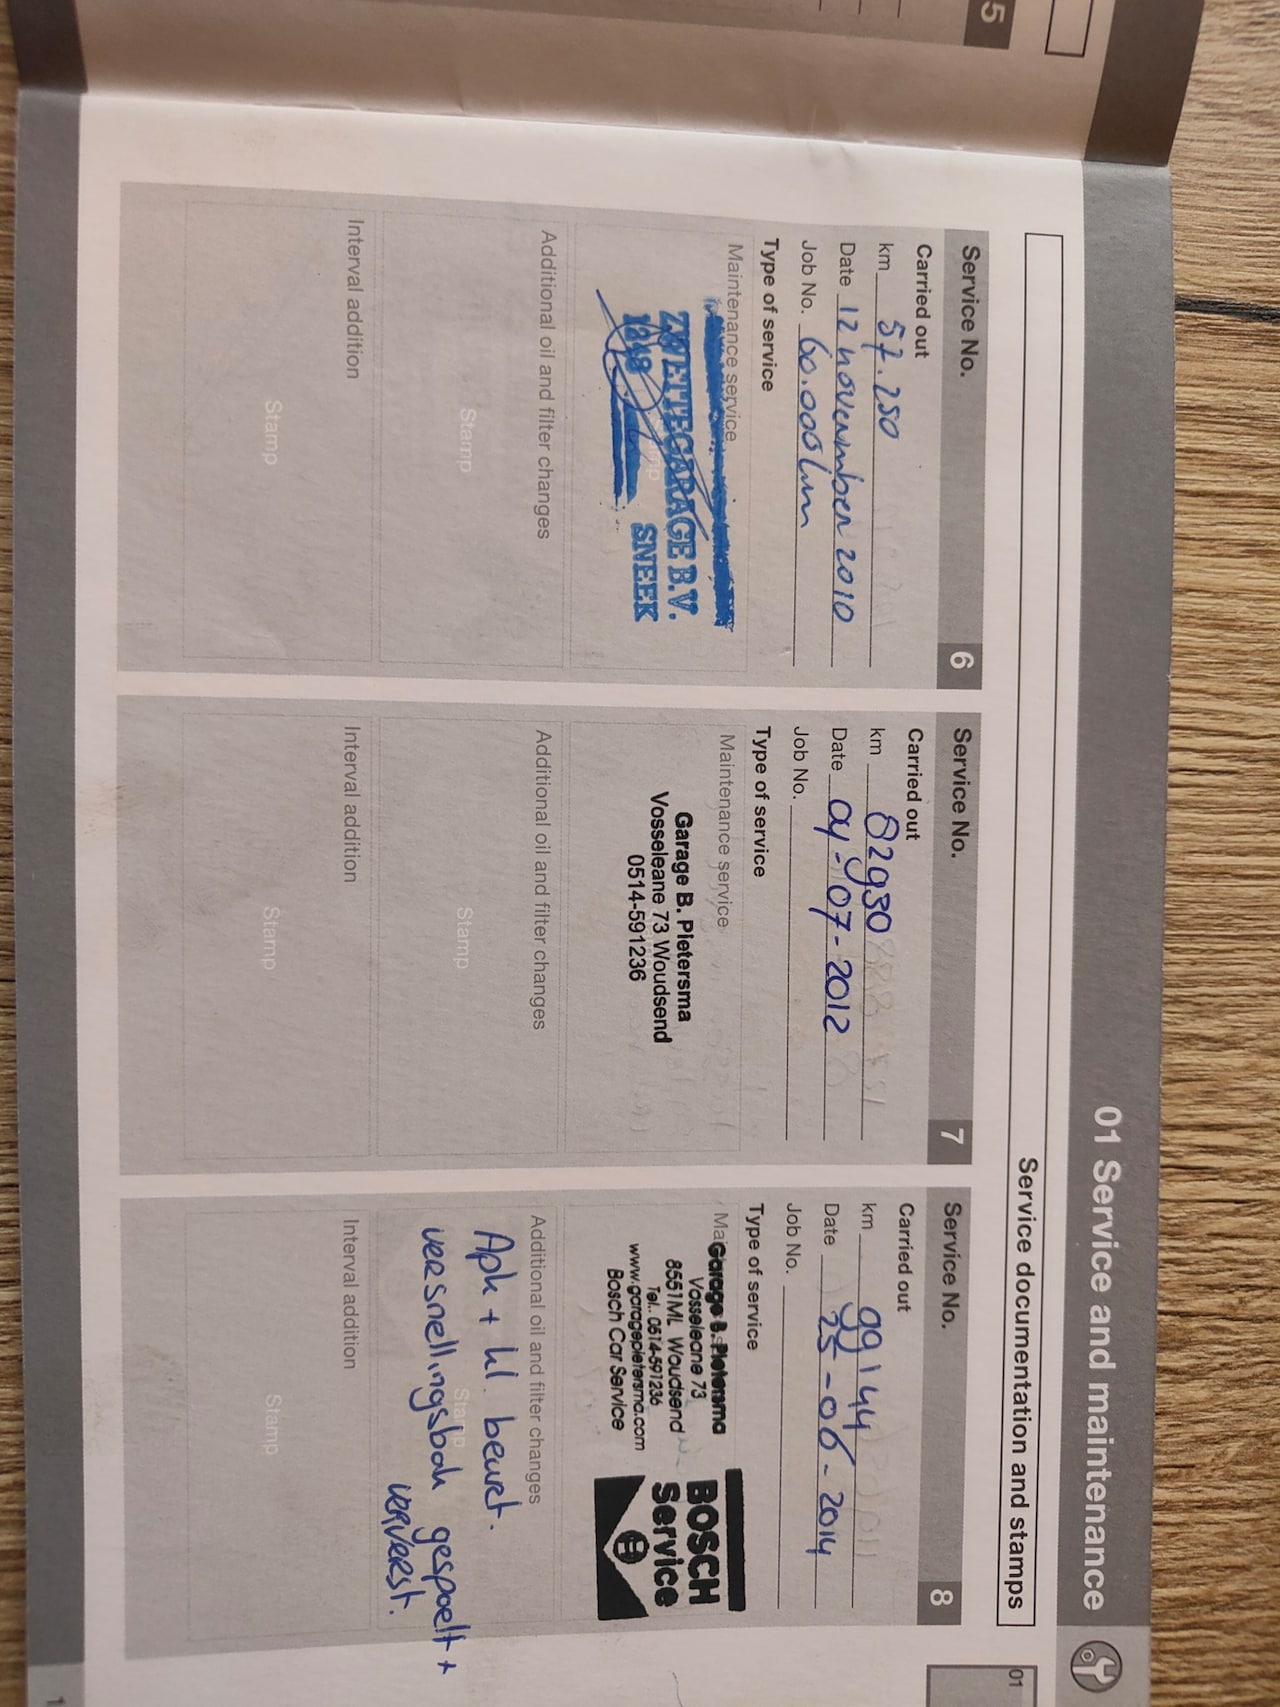 5
01 Service and maintenance
Service documentation and stamps
01
Service No. 6
Carried out
km 57.250
Date 12 november 2010
Job No. 60.000 km
Type of service
Maintenance service
ZWETTEGARAGE B.V.
SNEEK
Additional oil and filter changes
Stamp
Interval addition
Stamp
Service No. 7
Carried out
km 82930
Date 04-07-2012
Job No.
Type of service
Maintenance service
Garage B. Pietersma
Vosseleane 73 Woudsend
0514-591236
Additional oil and filter changes
Stamp
Interval addition
Stamp
Service No. 8
Carried out
km 99144
Date 25-06-2014
Job No.
Type of service
Garage B. Pietersma
Vosseleane 73
8551ML Woudsend
Tel.. 0514-591236
www.garagepietersma.com
Bosch Car Service
BOSCH
Service
Additional oil and filter changes
Apk + kl. beurt.
Stamp
versnellingsbak gespoelt +
ververst.
Interval addition
Stamp